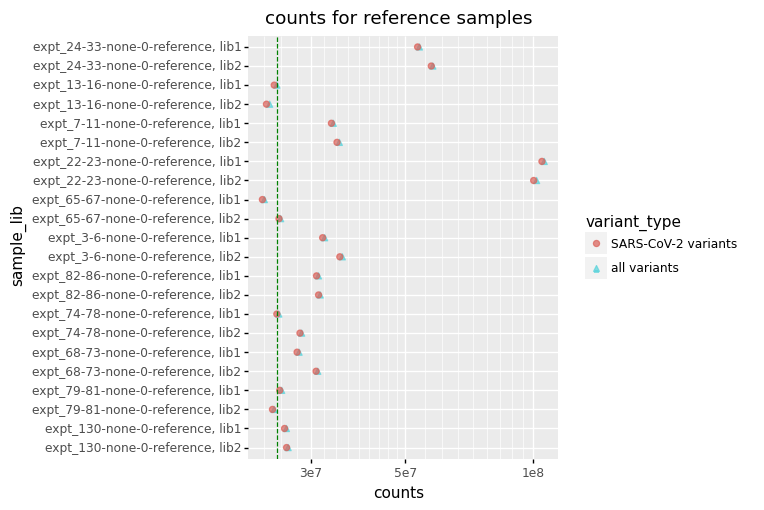 counts for reference samples
expt_24-33-none-0-reference, lib1
expt_24-33-none-0-reference, lib2
expt_13-16-none-0-reference, lib1
expt_13-16-none-0-reference, lib2
expt_7-11-none-0-reference, lib1
expt_7-11-none-0-reference, lib2
expt_22-23-none-0-reference, lib1
expt_22-23-none-0-reference, lib2
expt_65-67-none-0-reference, lib1
expt_65-67-none-0-reference, lib2
expt_3-6-none-0-reference, lib1
expt_3-6-none-0-reference, lib2
expt_82-86-none-0-reference, lib1
expt_82-86-none-0-reference, lib2
expt_74-78-none-0-reference, lib1
expt_74-78-none-0-reference, lib2
expt_68-73-none-0-reference, lib1
expt_68-73-none-0-reference, lib2
expt_79-81-none-0-reference, lib1
expt_79-81-none-0-reference, lib2
expt_130-none-0-reference, lib1
expt_130-none-0-reference, lib2
sample_lib
3e7 5e7 1e8
counts
variant_type
SARS-CoV-2 variants
all variants